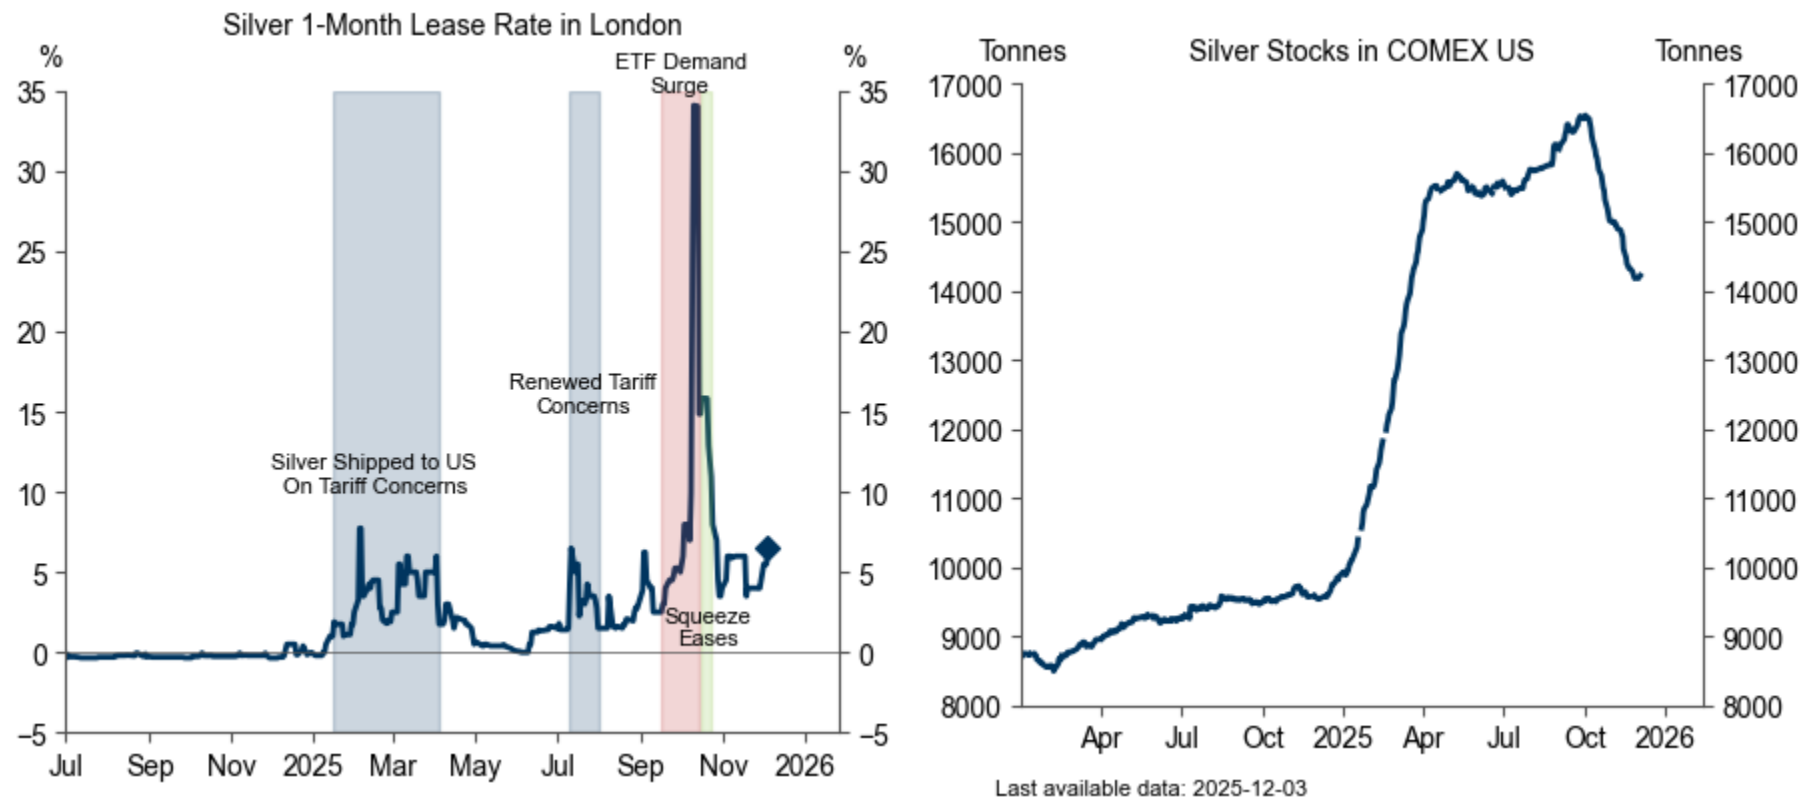 Silver 1-Month Lease Rate in London
%
%
ETF Demand
Surge
35
35
30
30
25
25
20
20
Renewed Tariff
Concerns
15
15
Silver Shipped to US
On Tariff Concerns
10
10
5
5
Squeeze
Eases
0
0
−5
−5
Jul
Sep
Nov
2025
Mar
May
Jul
Sep
Nov
2026
Tonnes
Silver Stocks in COMEX US
Tonnes
17000
17000
16000
16000
15000
15000
14000
14000
13000
13000
12000
12000
11000
11000
10000
10000
9000
9000
8000
8000
Apr
Jul
Oct
2025
Apr
Jul
Oct
2026
Last available data: 2025-12-03